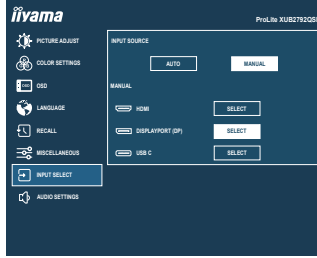 iiyama
ProLite XUB2792QS
PICTURE ADJUST
COLOR SETTINGS
OSD
LANGUAGE
RECALL
MISCELLANEOUS
INPUT SELECT
AUDIO SETTINGS
INPUT SOURCE
AUTO MANUAL
MANUAL
HDMI SELECT
DISPLAYPORT (DP) SELECT
USB C SELECT